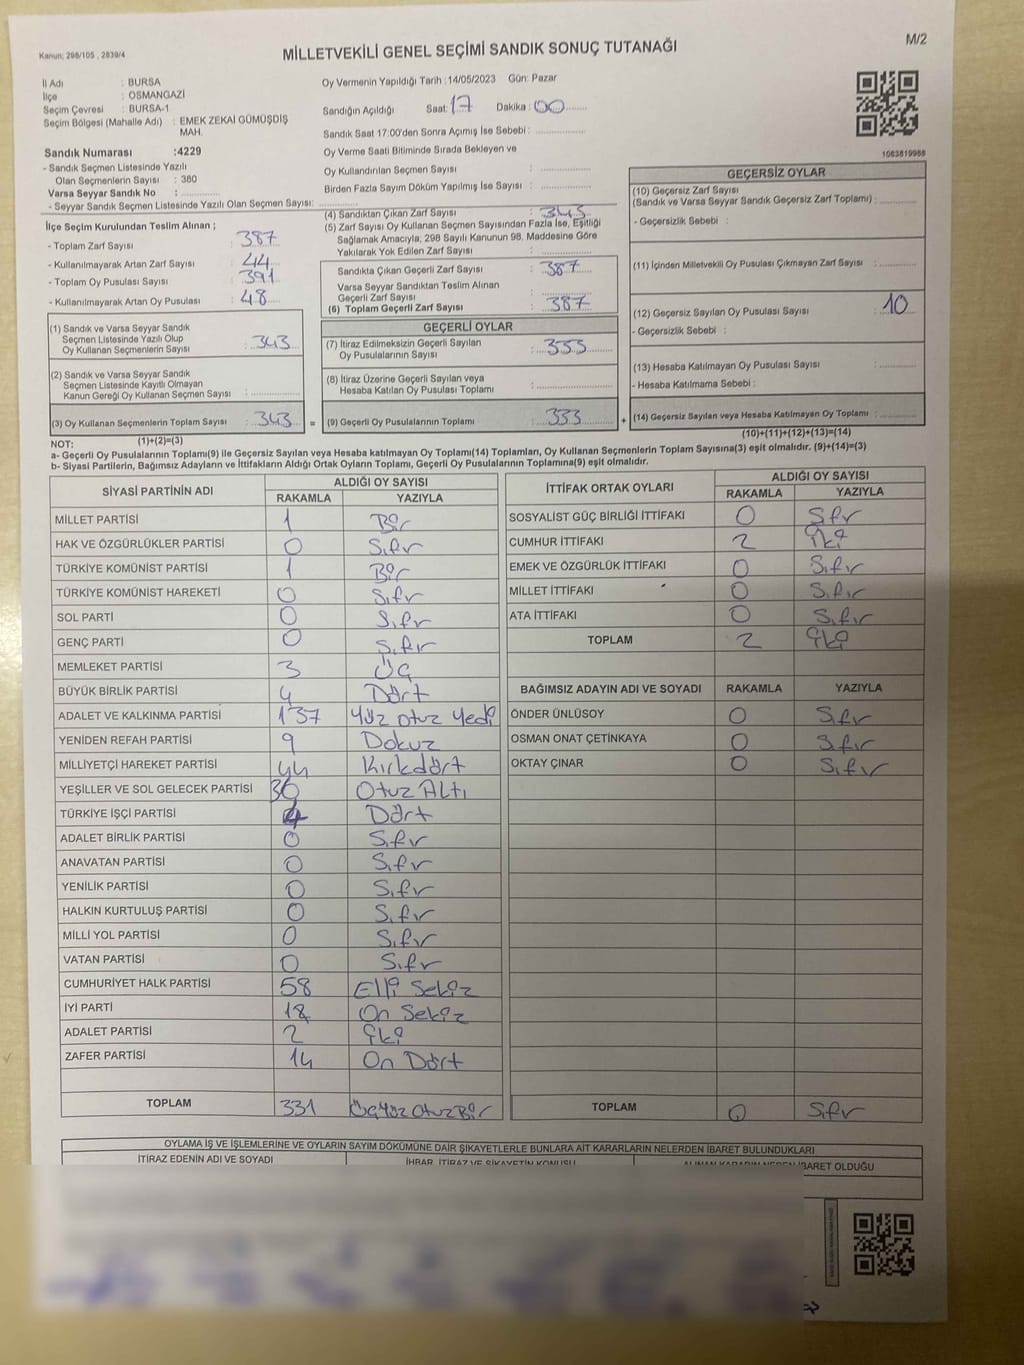 Kanun; 298/105 , 2839/4
MİLLETVEKİLİ GENEL SEÇİMİ SANDIK SONUÇ TUTANAĞI
M/2
İl Adı : BURSA
İlçe : OSMANGAZİ
Seçim Çevresi : BURSA-1
Seçim Bölgesi (Mahalle Adı) : EMEK ZEKAİ GÜMÜŞDİŞ
MAH.
Sandık Numarası :4229
- Sandık Seçmen Listesinde Yazılı
Olan Seçmenlerin Sayısı : 380
Varsa Seyyar Sandık No :
- Seyyar Sandık Seçmen Listesinde Yazılı Olan Seçmen Sayısı:
Oy Vermenin Yapıldığı Tarih :14/05/2023 Gün: Pazar
Sandığın Açıldığı Saat: 17 Dakika : 00
Sandık Saat 17:00'den Sonra Açımış İse Sebebi :
Oy Verme Saati Bitiminde Sırada Bekleyen ve
Oy Kullandırılan Seçmen Sayısı :
Birden Fazla Sayım Döküm Yapılmış İse Sayısı :
1063619966
İlçe Seçim Kurulundan Teslim Alınan ;
- Toplam Zarf Sayısı : 387
- Kullanılmayarak Artan Zarf Sayısı : 44
- Toplam Oy Pusulası Sayısı : 391
- Kullanılmayarak Artan Oy Pusulası : 48
(4) Sandıktan Çıkan Zarf Sayısı : 343
(5) Zarf Sayısı Oy Kullanan Seçmen Sayısından Fazla İse, Eşitliği
Sağlamak Amacıyla, 298 Sayılı Kanunun 98. Maddesine Göre
Yakılarak Yok Edilen Zarf Sayısı :
Sandıkta Çıkan Geçerli Zarf Sayısı : 387
Varsa Seyyar Sandıktan Teslim Alınan
Geçerli Zarf Sayısı :
(6) Toplam Geçerli Zarf Sayısı : 387
GEÇERSİZ OYLAR
(10) Geçersiz Zarf Sayısı
(Sandık ve Varsa Seyyar Sandık Geçersiz Zarf Toplamı) :
- Geçersizlik Sebebi :
(11) İçinden Milletvekili Oy Pusulası Çıkmayan Zarf Sayısı :
(12) Geçersiz Sayılan Oy Pusulası Sayısı : 10
- Geçersizlik Sebebi :
(13) Hesaba Katılmayan Oy Pusulası Sayısı :
- Hesaba Katılmama Sebebi :
(14) Geçersiz Sayılan veya Hesaba Katılmayan Oy Toplamı :
(10)+(11)+(12)+(13)=(14)
(1) Sandık ve Varsa Seyyar Sandık
Seçmen Listesinde Yazılı Olup
Oy Kullanan Seçmenlerin Sayısı : 343
(2) Sandık ve Varsa Seyyar Sandık
Seçmen Listesinde Kayıtlı Olmayan
Kanun Gereği Oy Kullanan Seçmen Sayısı :
(3) Oy Kullanan Seçmenlerin Toplam Sayısı : 343 =
(1)+(2)=(3)
GEÇERLİ OYLAR
(7) İtiraz Edilmeksizin Geçerli Sayılan
Oy Pusulalarının Sayısı : 333
(8) İtiraz Üzerine Geçerli Sayılan veya
Hesaba Katılan Oy Pusulası Toplamı :
(9) Geçerli Oy Pusulalarının Toplamı : 333 +
NOT:
a- Geçerli Oy Pusulasının Toplamı(9) ile Geçersiz Sayılan veya Hesaba katılmayan Oy Toplamı(14) Toplamları, Oy Kullanan Seçmenlerin Toplam Sayısına(3) eşit olmalıdır. (9)+(14)=(3)
b- Siyasi Partilerin, Bağımsız Adayların ve İttifakların Aldığı Ortak Oyların Toplamı, Geçerli Oy Pusulasının Toplamına(9) eşit olmalıdır.
SİYASİ PARTİNİN ADI ALDIĞI OY SAYISI
RAKAMLA YAZIYLA
MİLLET PARTİSİ 1 Bir
HAK VE ÖZGÜRLÜKLER PARTİSİ 0 Sıfır
TÜRKİYE KOMÜNİST PARTİSİ 1 Bir
TÜRKİYE KOMÜNİST HAREKETİ 0 Sıfır
SOL PARTİ 0 Sıfır
GENÇ PARTİ 0 Sıfır
MEMLEKET PARTİSİ 3 Üç
BÜYÜK BİRLİK PARTİSİ 4 Dört
ADALET VE KALKINMA PARTİSİ 137 Yüz otuz Yedi
YENİDEN REFAH PARTİSİ 9 Dokuz
MİLLİYETÇİ HAREKET PARTİSİ 44 Kırkdört
YEŞİLLER VE SOL GELECEK PARTİSİ 36 Otuz Altı
TÜRKİYE İŞÇİ PARTİSİ 4 Dört
ADALET BİRLİK PARTİSİ 0 Sıfır
ANAVATAN PARTİSİ 0 Sıfır
YENİLİK PARTİSİ 0 Sıfır
HALKIN KURTULUŞ PARTİSİ 0 Sıfır
MİLLİ YOL PARTİSİ 0 Sıfır
VATAN PARTİSİ 0 Sıfır
CUMHURİYET HALK PARTİSİ 58 Elli Sekiz
İYİ PARTİ 18 On Sekiz
ADALET PARTİSİ 2 İki
ZAFER PARTİSİ 14 On Dört
TOPLAM 331 ÜçYüz OtuzBir
İTTİFAK ORTAK OYLARI ALDIĞI OY SAYISI
RAKAMLA YAZIYLA
SOSYALİST GÜÇ BİRLİĞİ İTTİFAKI 0 Sıfır
CUMHUR İTTİFAKI 2 İki
EMEK VE ÖZGÜRLÜK İTTİFAKI 0 Sıfır
MİLLET İTTİFAKI 0 Sıfır
ATA İTTİFAKI 0 Sıfır
TOPLAM 2 İki
BAĞIMSIZ ADAYIN ADI VE SOYADI RAKAMLA YAZIYLA
ÖNDER ÜNLÜSOY 0 Sıfır
OSMAN ONAT ÇETİNKAYA 0 Sıfır
OKTAY ÇINAR 0 Sıfır
TOPLAM 0 Sıfır
OYLAMA İŞ VE İŞLEMLERİNE VE OYLARIN SAYIM DÖKÜMÜNE DAİR ŞİKAYETLERLE BUNLARA AİT KARARLARIN NELERDEN İBARET BULUNDUKLARI
İTİRAZ EDENİN ADI VE SOYADI İHBAR, İTİRAZ VE ŞİKAYETİN KONUSU ALINAN KARARIN NEDEN İBARET OLDUĞU